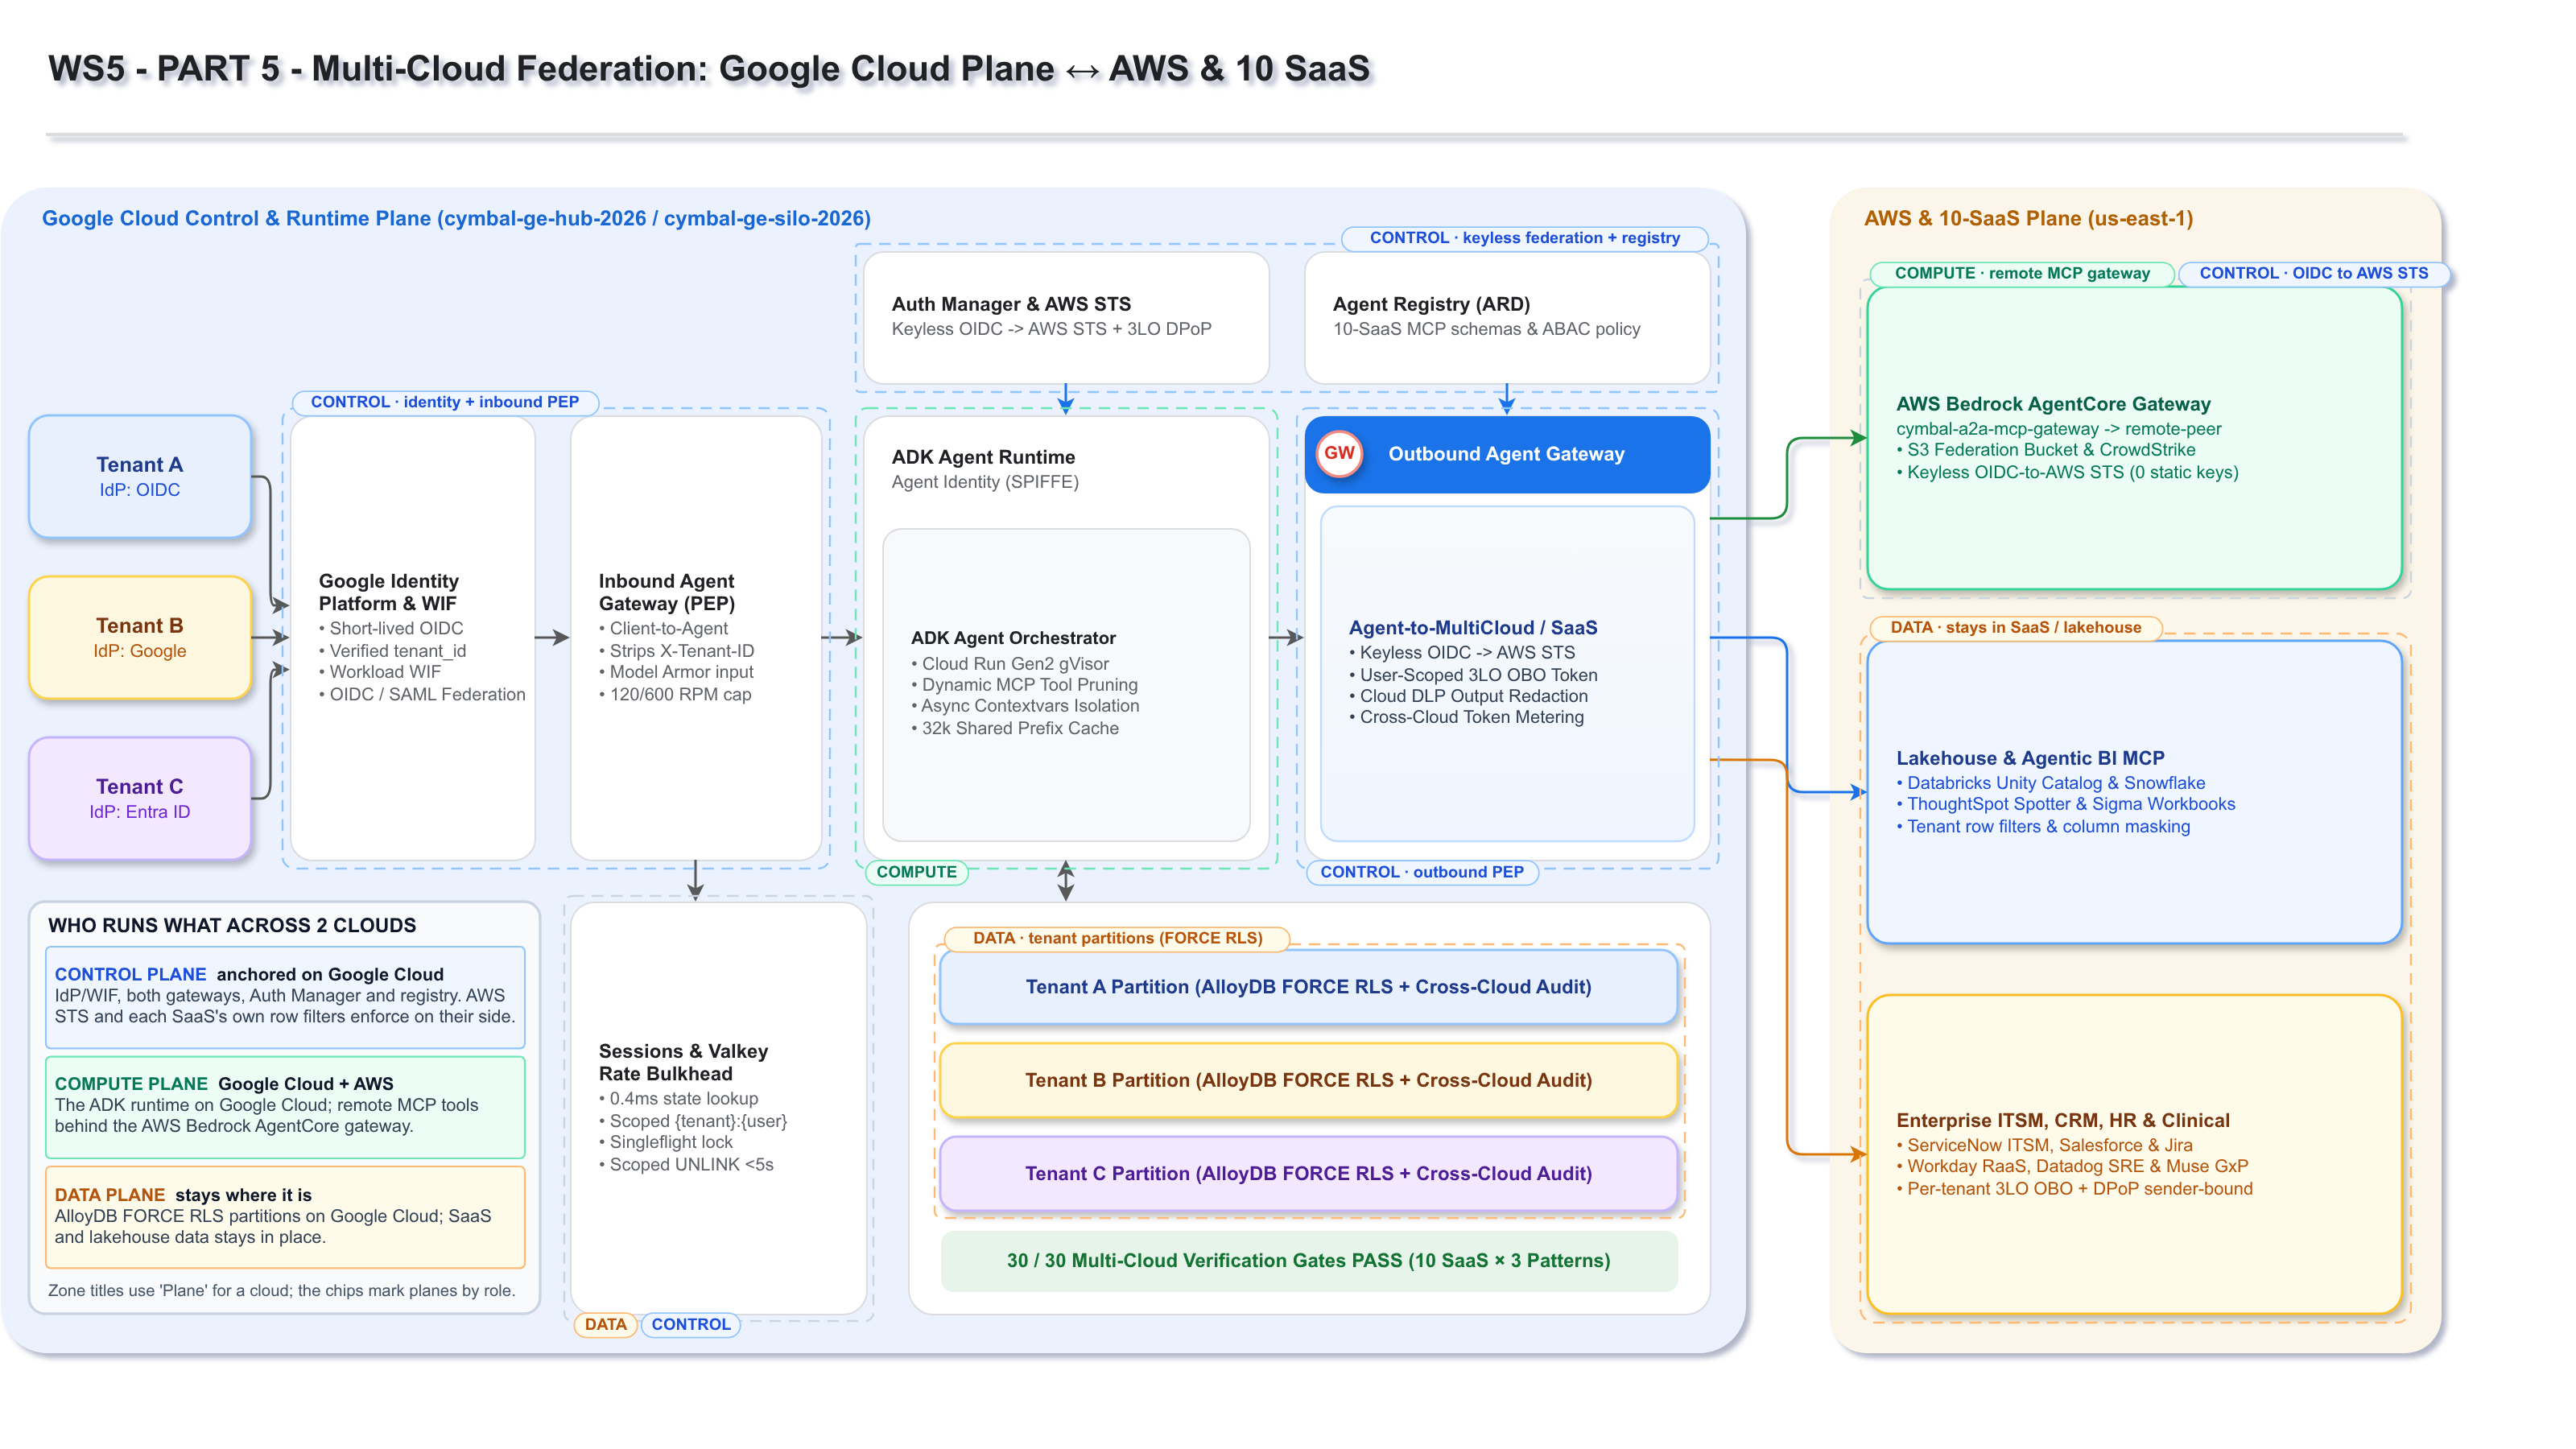 WS5 - PART 5 - Multi-Cloud Federation: Google Cloud Plane ↔ AWS & 10 SaaS
Google Cloud Control & Runtime Plane (cymbal-ge-hub-2026 / cymbal-ge-silo-2026)
CONTROL · keyless federation + registry
Auth Manager & AWS STS
Keyless OIDC -> AWS STS + 3LO DPoP
Agent Registry (ARD)
10-SaaS MCP schemas & ABAC policy
Tenant A
IdP: OIDC
Tenant B
IdP: Google
Tenant C
IdP: Entra ID
CONTROL · identity + inbound PEP
Google Identity
Platform & WIF
• Short-lived OIDC
• Verified tenant_id
• Workload WIF
• OIDC / SAML Federation
Inbound Agent
Gateway (PEP)
• Client-to-Agent
• Strips X-Tenant-ID
• Model Armor input
• 120/600 RPM cap
ADK Agent Runtime
Agent Identity (SPIFFE)
ADK Agent Orchestrator
• Cloud Run Gen2 gVisor
• Dynamic MCP Tool Pruning
• Async Contextvars Isolation
• 32k Shared Prefix Cache
COMPUTE
GW
Outbound Agent Gateway
Agent-to-MultiCloud / SaaS
• Keyless OIDC -> AWS STS
• User-Scoped 3LO OBO Token
• Cloud DLP Output Redaction
• Cross-Cloud Token Metering
CONTROL · outbound PEP
WHO RUNS WHAT ACROSS 2 CLOUDS
CONTROL PLANE anchored on Google Cloud
IdP/WIF, both gateways, Auth Manager and registry. AWS
STS and each SaaS's own row filters enforce on their side.
COMPUTE PLANE Google Cloud + AWS
The ADK runtime on Google Cloud; remote MCP tools
behind the AWS Bedrock AgentCore gateway.
DATA PLANE stays where it is
AlloyDB FORCE RLS partitions on Google Cloud; SaaS
and lakehouse data stays in place.
Zone titles use 'Plane' for a cloud; the chips mark planes by role.
Sessions & Valkey
Rate Bulkhead
• 0.4ms state lookup
• Scoped {tenant}:{user}
• Singleflight lock
• Scoped UNLINK <5s
DATA
CONTROL
DATA · tenant partitions (FORCE RLS)
Tenant A Partition (AlloyDB FORCE RLS + Cross-Cloud Audit)
Tenant B Partition (AlloyDB FORCE RLS + Cross-Cloud Audit)
Tenant C Partition (AlloyDB FORCE RLS + Cross-Cloud Audit)
30 / 30 Multi-Cloud Verification Gates PASS (10 SaaS × 3 Patterns)
AWS & 10-SaaS Plane (us-east-1)
COMPUTE · remote MCP gateway
CONTROL · OIDC to AWS STS
AWS Bedrock AgentCore Gateway
cymbal-a2a-mcp-gateway -> remote-peer
• S3 Federation Bucket & CrowdStrike
• Keyless OIDC-to-AWS STS (0 static keys)
DATA · stays in SaaS / lakehouse
Lakehouse & Agentic BI MCP
• Databricks Unity Catalog & Snowflake
• ThoughtSpot Spotter & Sigma Workbooks
• Tenant row filters & column masking
Enterprise ITSM, CRM, HR & Clinical
• ServiceNow ITSM, Salesforce & Jira
• Workday RaaS, Datadog SRE & Muse GxP
• Per-tenant 3LO OBO + DPoP sender-bound